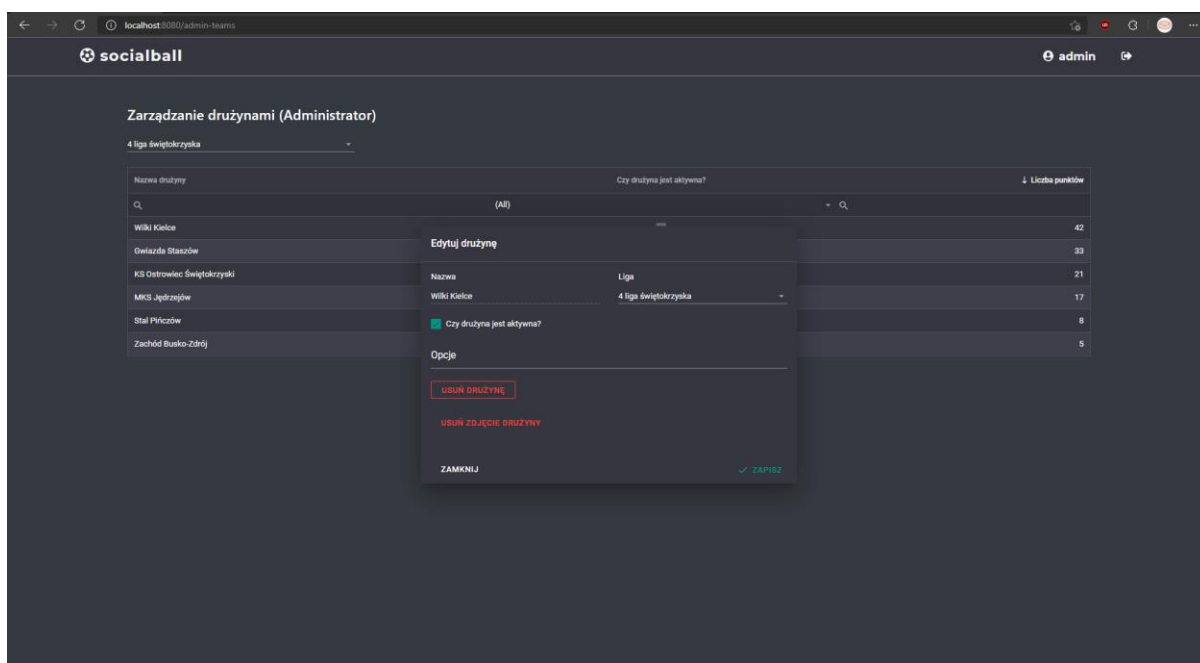 localhost:8080/admin-teams
socialball
admin
Zarządzanie drużynami (Administrator)
4 liga świętokrzyska
Nazwa drużyny Czy drużyna jest aktywna? ↓ Liczba punktów
(All)
Wilki Kielce 42
Gwiazda Staszów 33
KS Ostrowiec Świętokrzyski 21
MKS Jędrzejów 17
Stal Pińczów 8
Zachód Busko-Zdrój 5
Edytuj drużynę
Nazwa Liga
Wilki Kielce 4 liga świętokrzyska
Czy drużyna jest aktywna?
Opcje
USUŃ DRUŻYNĘ
USUŃ ZDJĘCIE DRUŻYNY
ZAMKNIJ ZAPISZ